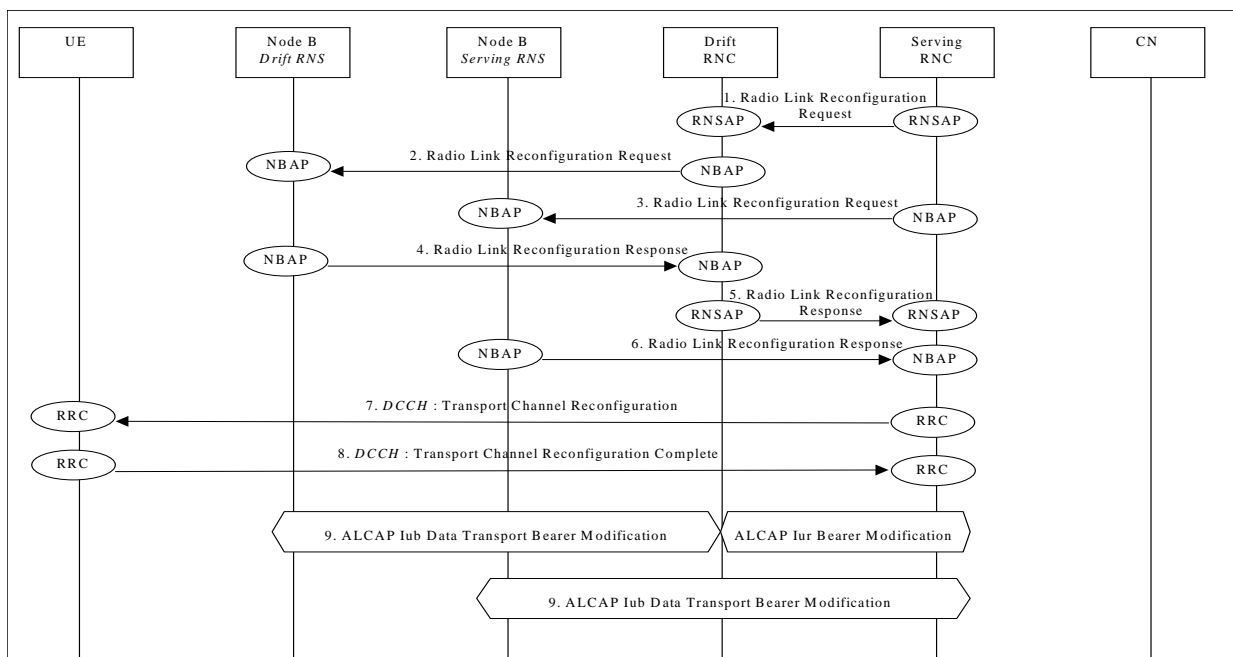 UE
Node B
Drift RNS
Node B
Serving RNS
Drift
RNC
Serving
RNC
CN
1. Radio Link Reconfiguration
Request
RNSAP
RNSAP
2. Radio Link Reconfiguration Request
NBAP
NBAP
3. Radio Link Reconfiguration Request
NBAP
NBAP
4. Radio Link Reconfiguration Response
NBAP
NBAP
5. Radio Link Reconfiguration
Response
RNSAP
RNSAP
6. Radio Link Reconfiguration Response
NBAP
NBAP
7. DCCH : Transport Channel Reconfiguration
RRC
RRC
8. DCCH : Transport Channel Reconfiguration Complete
RRC
RRC
9. ALCAP Iub Data Transport Bearer Modification
ALCAP Iur Bearer Modification
9. ALCAP Iub Data Transport Bearer Modification